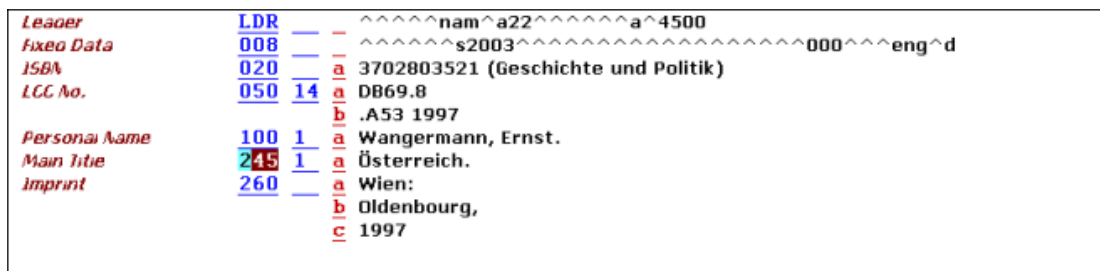 Leader LDR _ _ ^^^^^nam^a22^^^^^^a^4500
Fixed Data 008 _ _ ^^^^^^s2003^^^^^^^^^^^^^^^^^^000^^^eng^d
ISBN 020 _ a 3702803521 (Geschichte und Politik)
LCC No. 050 14 a DB69.8
b .A53 1997
Personal Name 100 1 a Wangermann, Ernst.
Main Title 245 1 a Österreich.
Imprint 260 _ a Wien:
b Oldenbourg,
c 1997